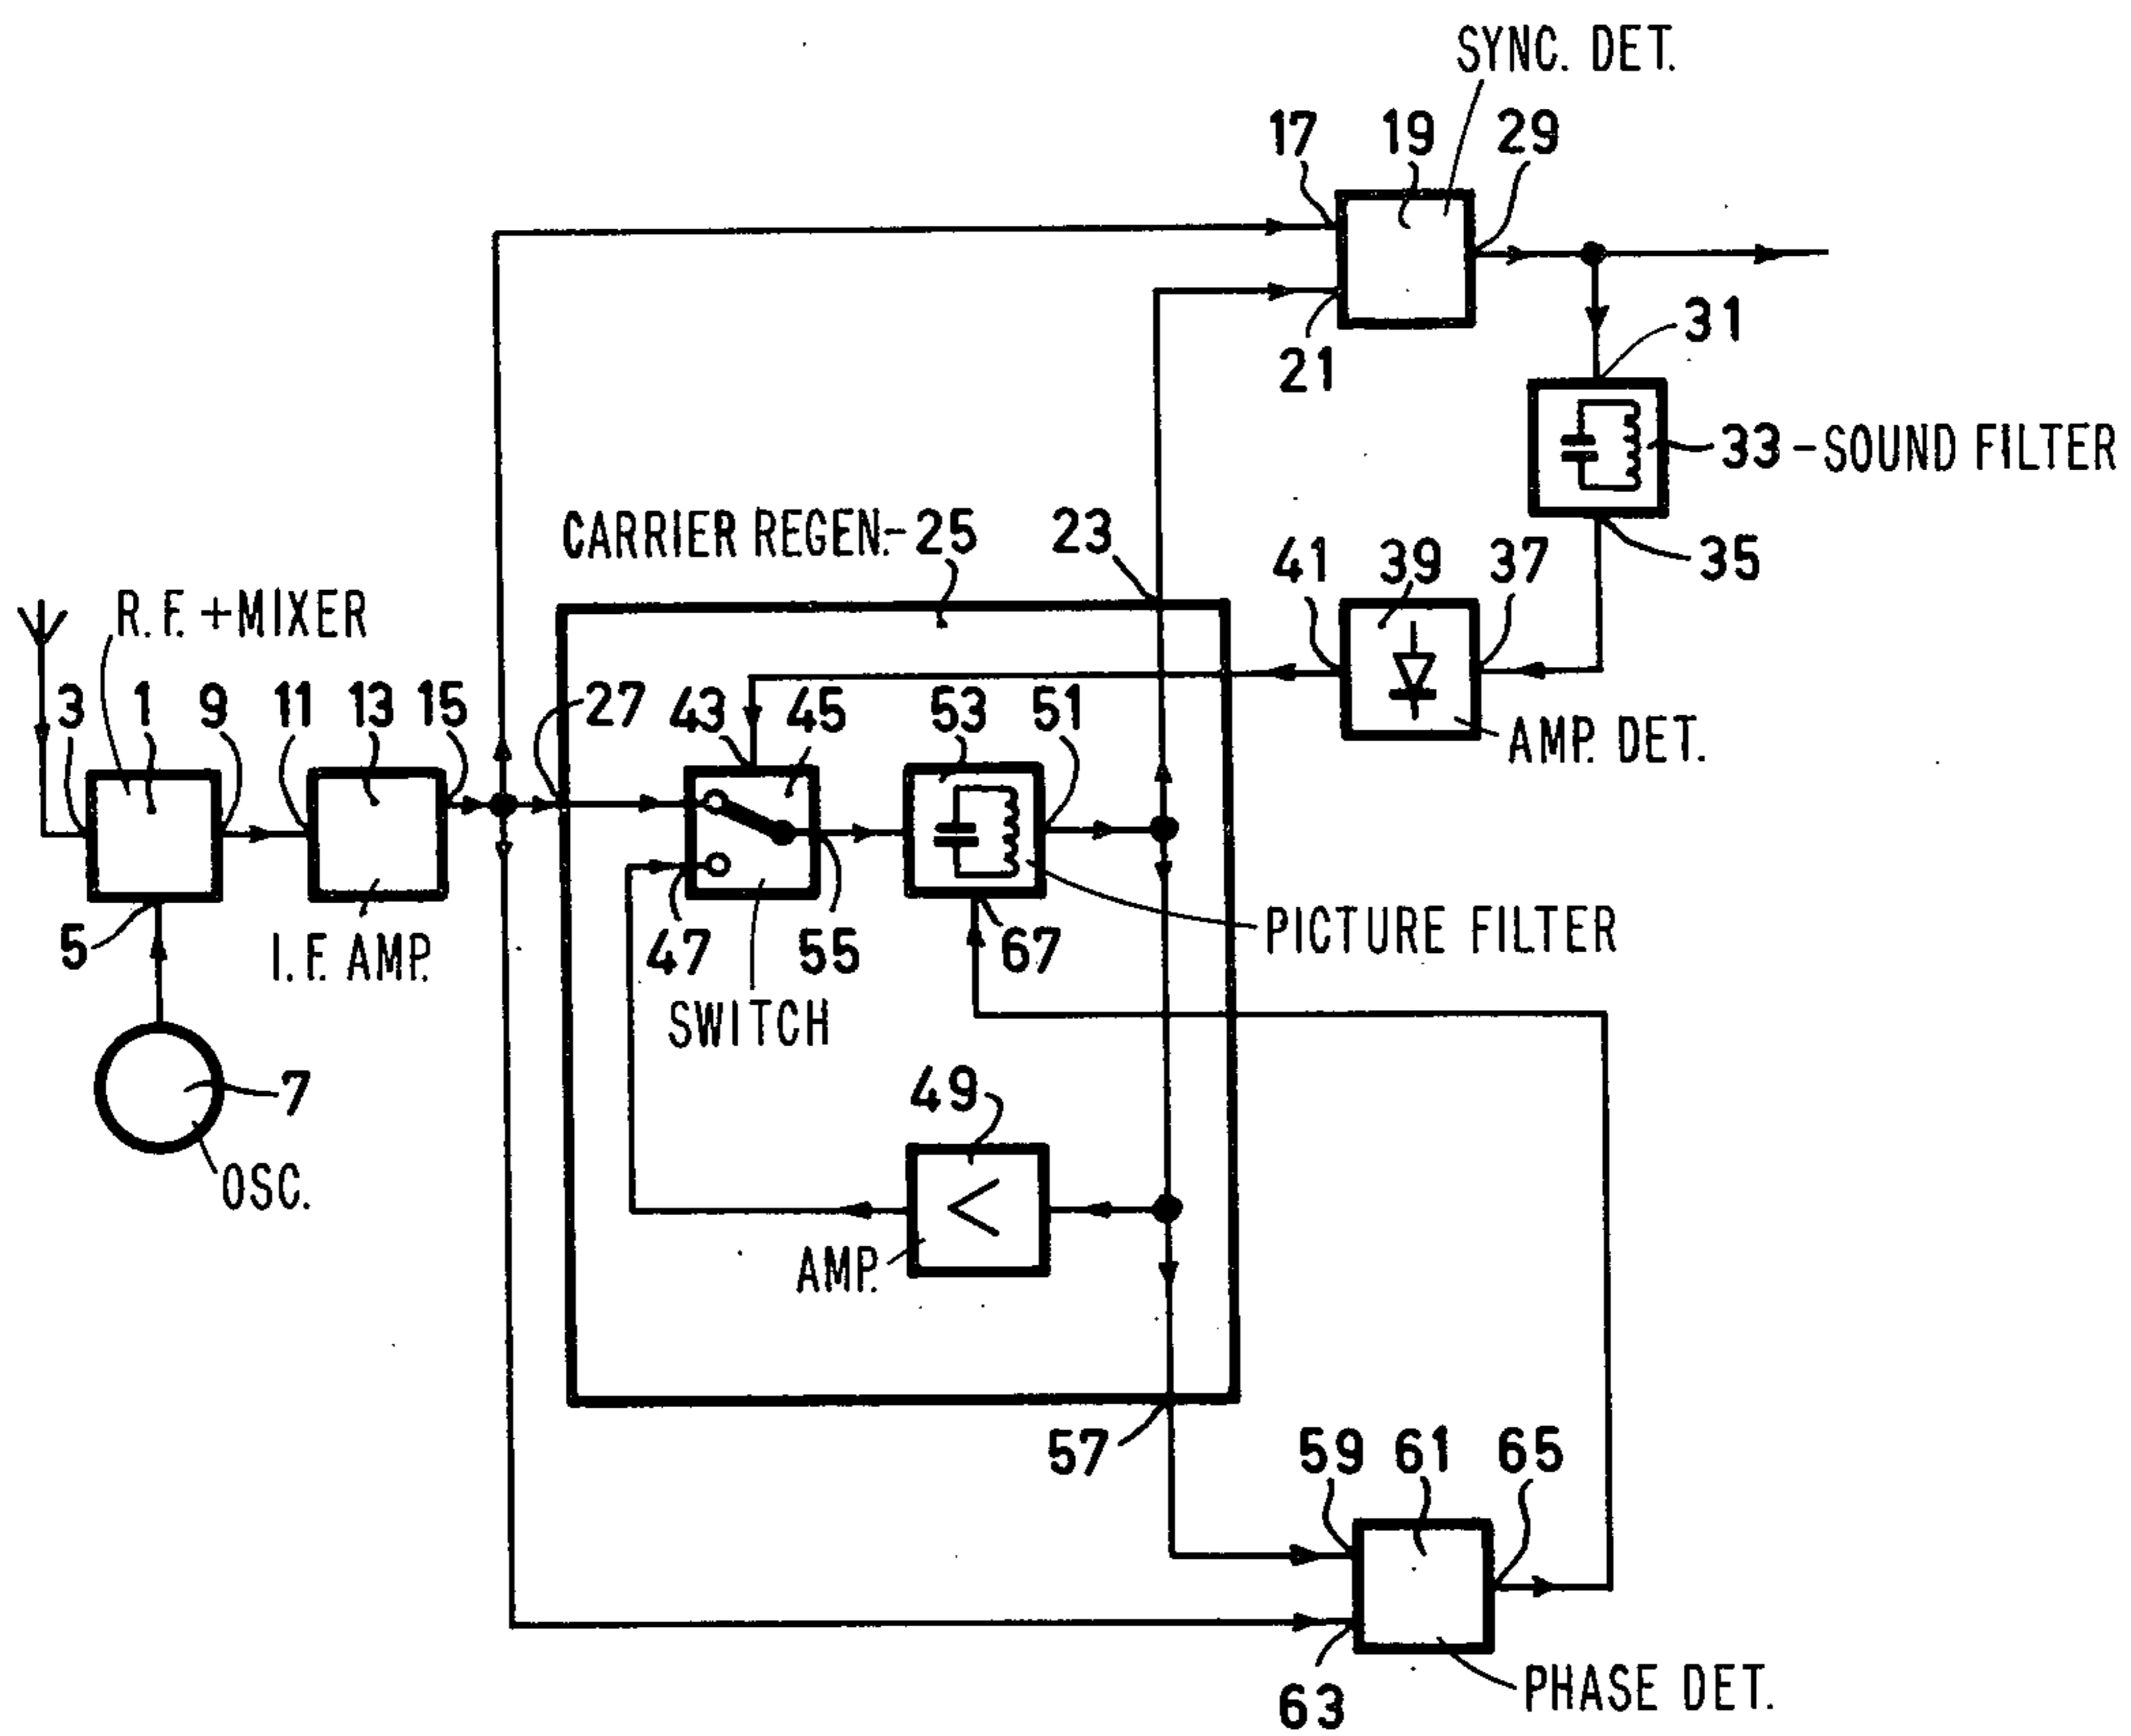 SYNC. DET.
17 19 29
31
21
33-SOUND FILTER
CARRIER REGEN.-25 23
41 39 37 35
R.F. +MIXER
3 1 9 11 13 15 27 43 45 53 51
AMP. DET.
5 I.F. AMP. 47 55 67 PICTURE FILTER
SWITCH
7
49
OSC.
AMP.
57 59 61 65
63 PHASE DET.